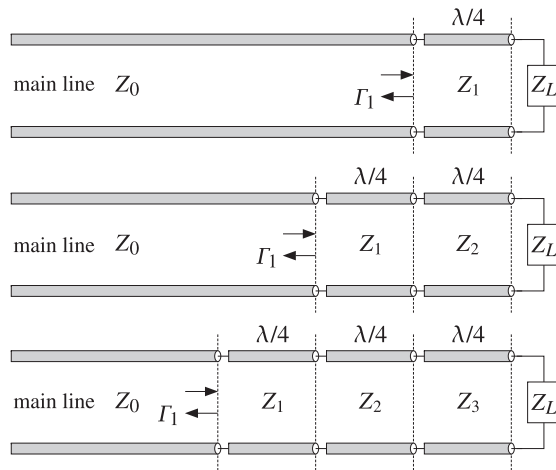 λ/4
main line Z0 Γ1 Z1 ZL
λ/4 λ/4
main line Z0 Γ1 Z1 Z2 ZL
λ/4 λ/4 λ/4
main line Z0 Γ1 Z1 Z2 Z3 ZL